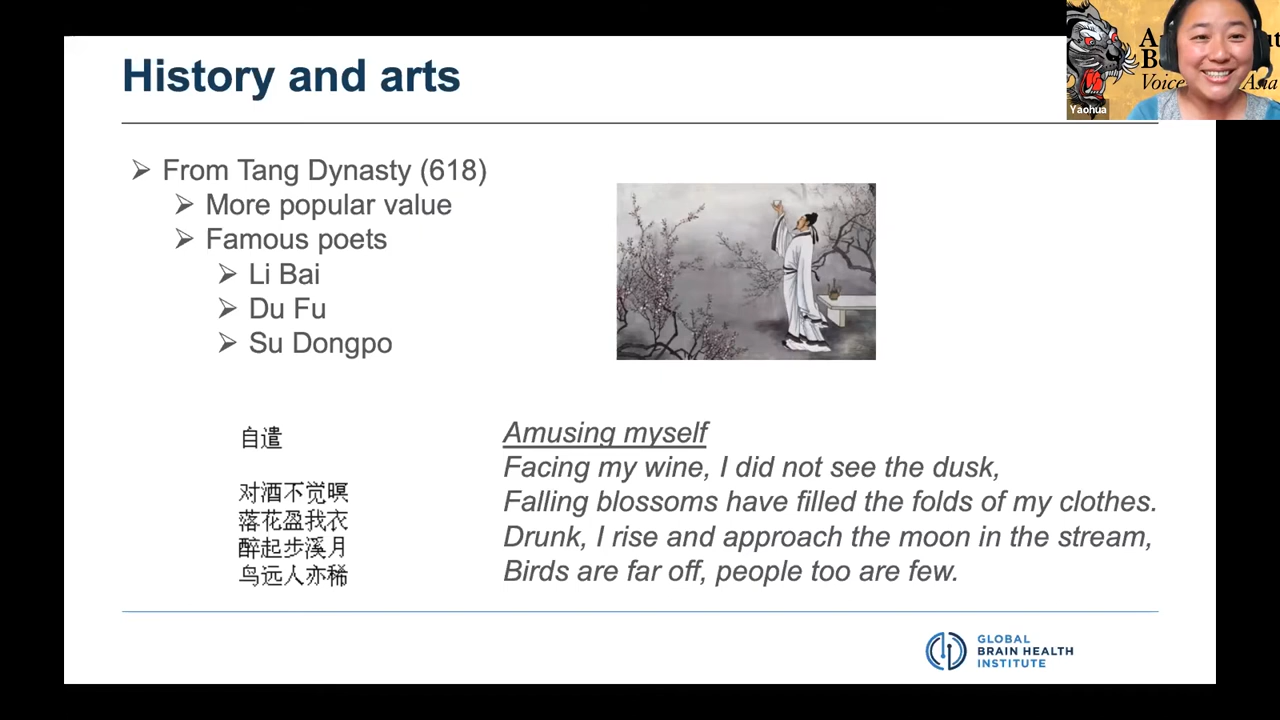 History and arts
From Tang Dynasty (618)
More popular value
Famous poets
Li Bai
Du Fu
Su Dongpo
自遣
对酒不觉暝
落花盈我衣
醉起步溪月
鸟远人亦稀
Amusing myself
Facing my wine, I did not see the dusk,
Falling blossoms have filled the folds of my clothes.
Drunk, I rise and approach the moon in the stream,
Birds are far off, people too are few.
GLOBAL
BRAIN HEALTH
INSTITUTE
Voice
Asia
Yaohua